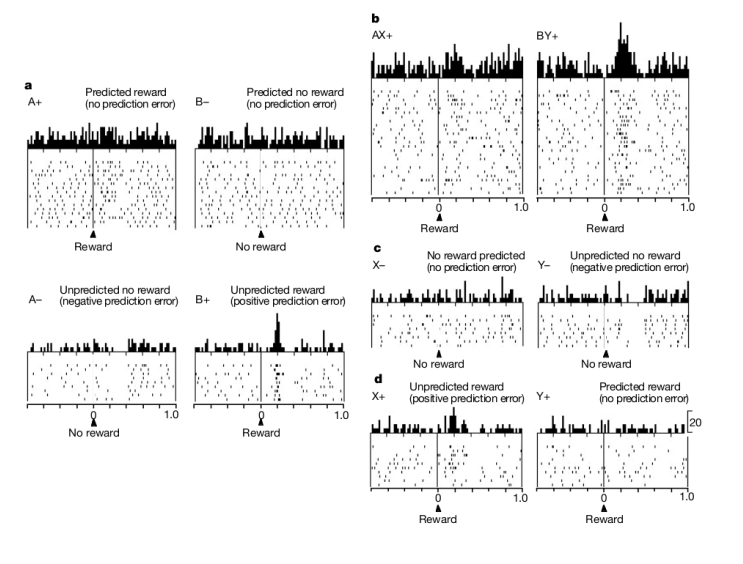 a
A+
Predicted reward
(no prediction error)
B–
Predicted no reward
(no prediction error)
Reward
No reward
A–
Unpredicted no reward
(negative prediction error)
B+
Unpredicted reward
(positive prediction error)
0
1.0
No reward
0
1.0
Reward
b
AX+
BY+
0
1.0
Reward
0
1.0
Reward
c
X–
No reward predicted
(no prediction error)
Y–
Unpredicted no reward
(negative prediction error)
No reward
No reward
d
X+
Unpredicted reward
(positive prediction error)
Y+
Predicted reward
(no prediction error)
20
0
1.0
Reward
0
1.0
Reward